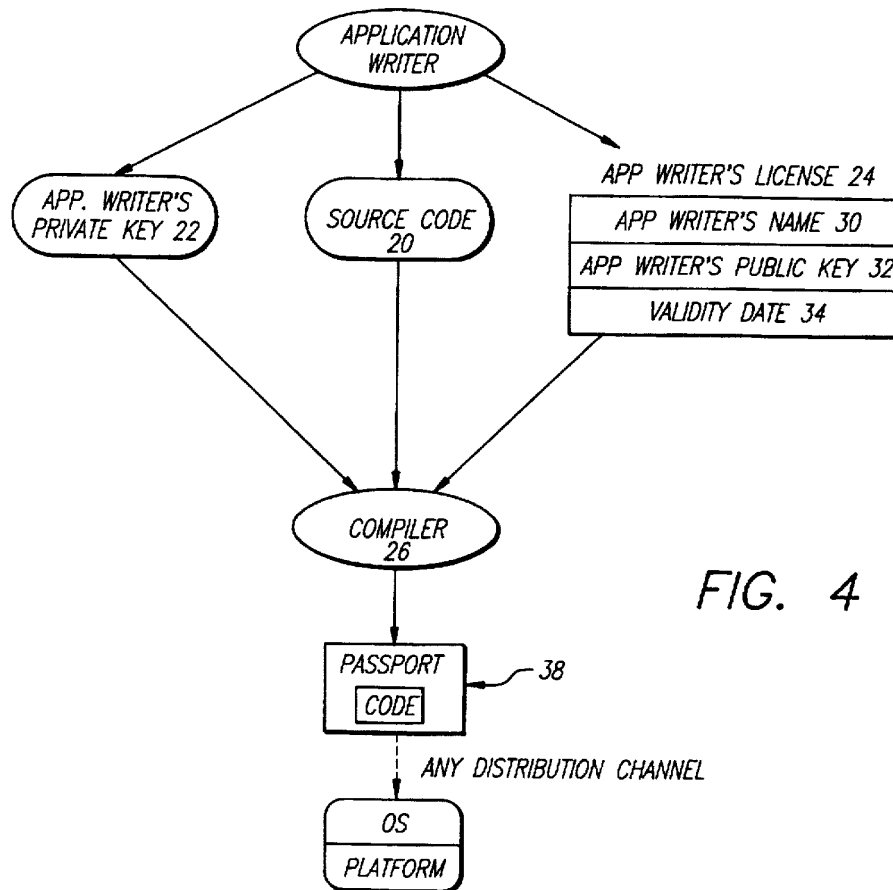 APPLICATION
WRITER
APP. WRITER'S
PRIVATE KEY 22
SOURCE CODE
20
APP WRITER'S LICENSE 24
APP WRITER'S NAME 30
APP WRITER'S PUBLIC KEY 32
VALIDITY DATE 34
COMPILER
26
FIG. 4
PASSPORT
CODE
38
ANY DISTRIBUTION CHANNEL
OS
PLATFORM